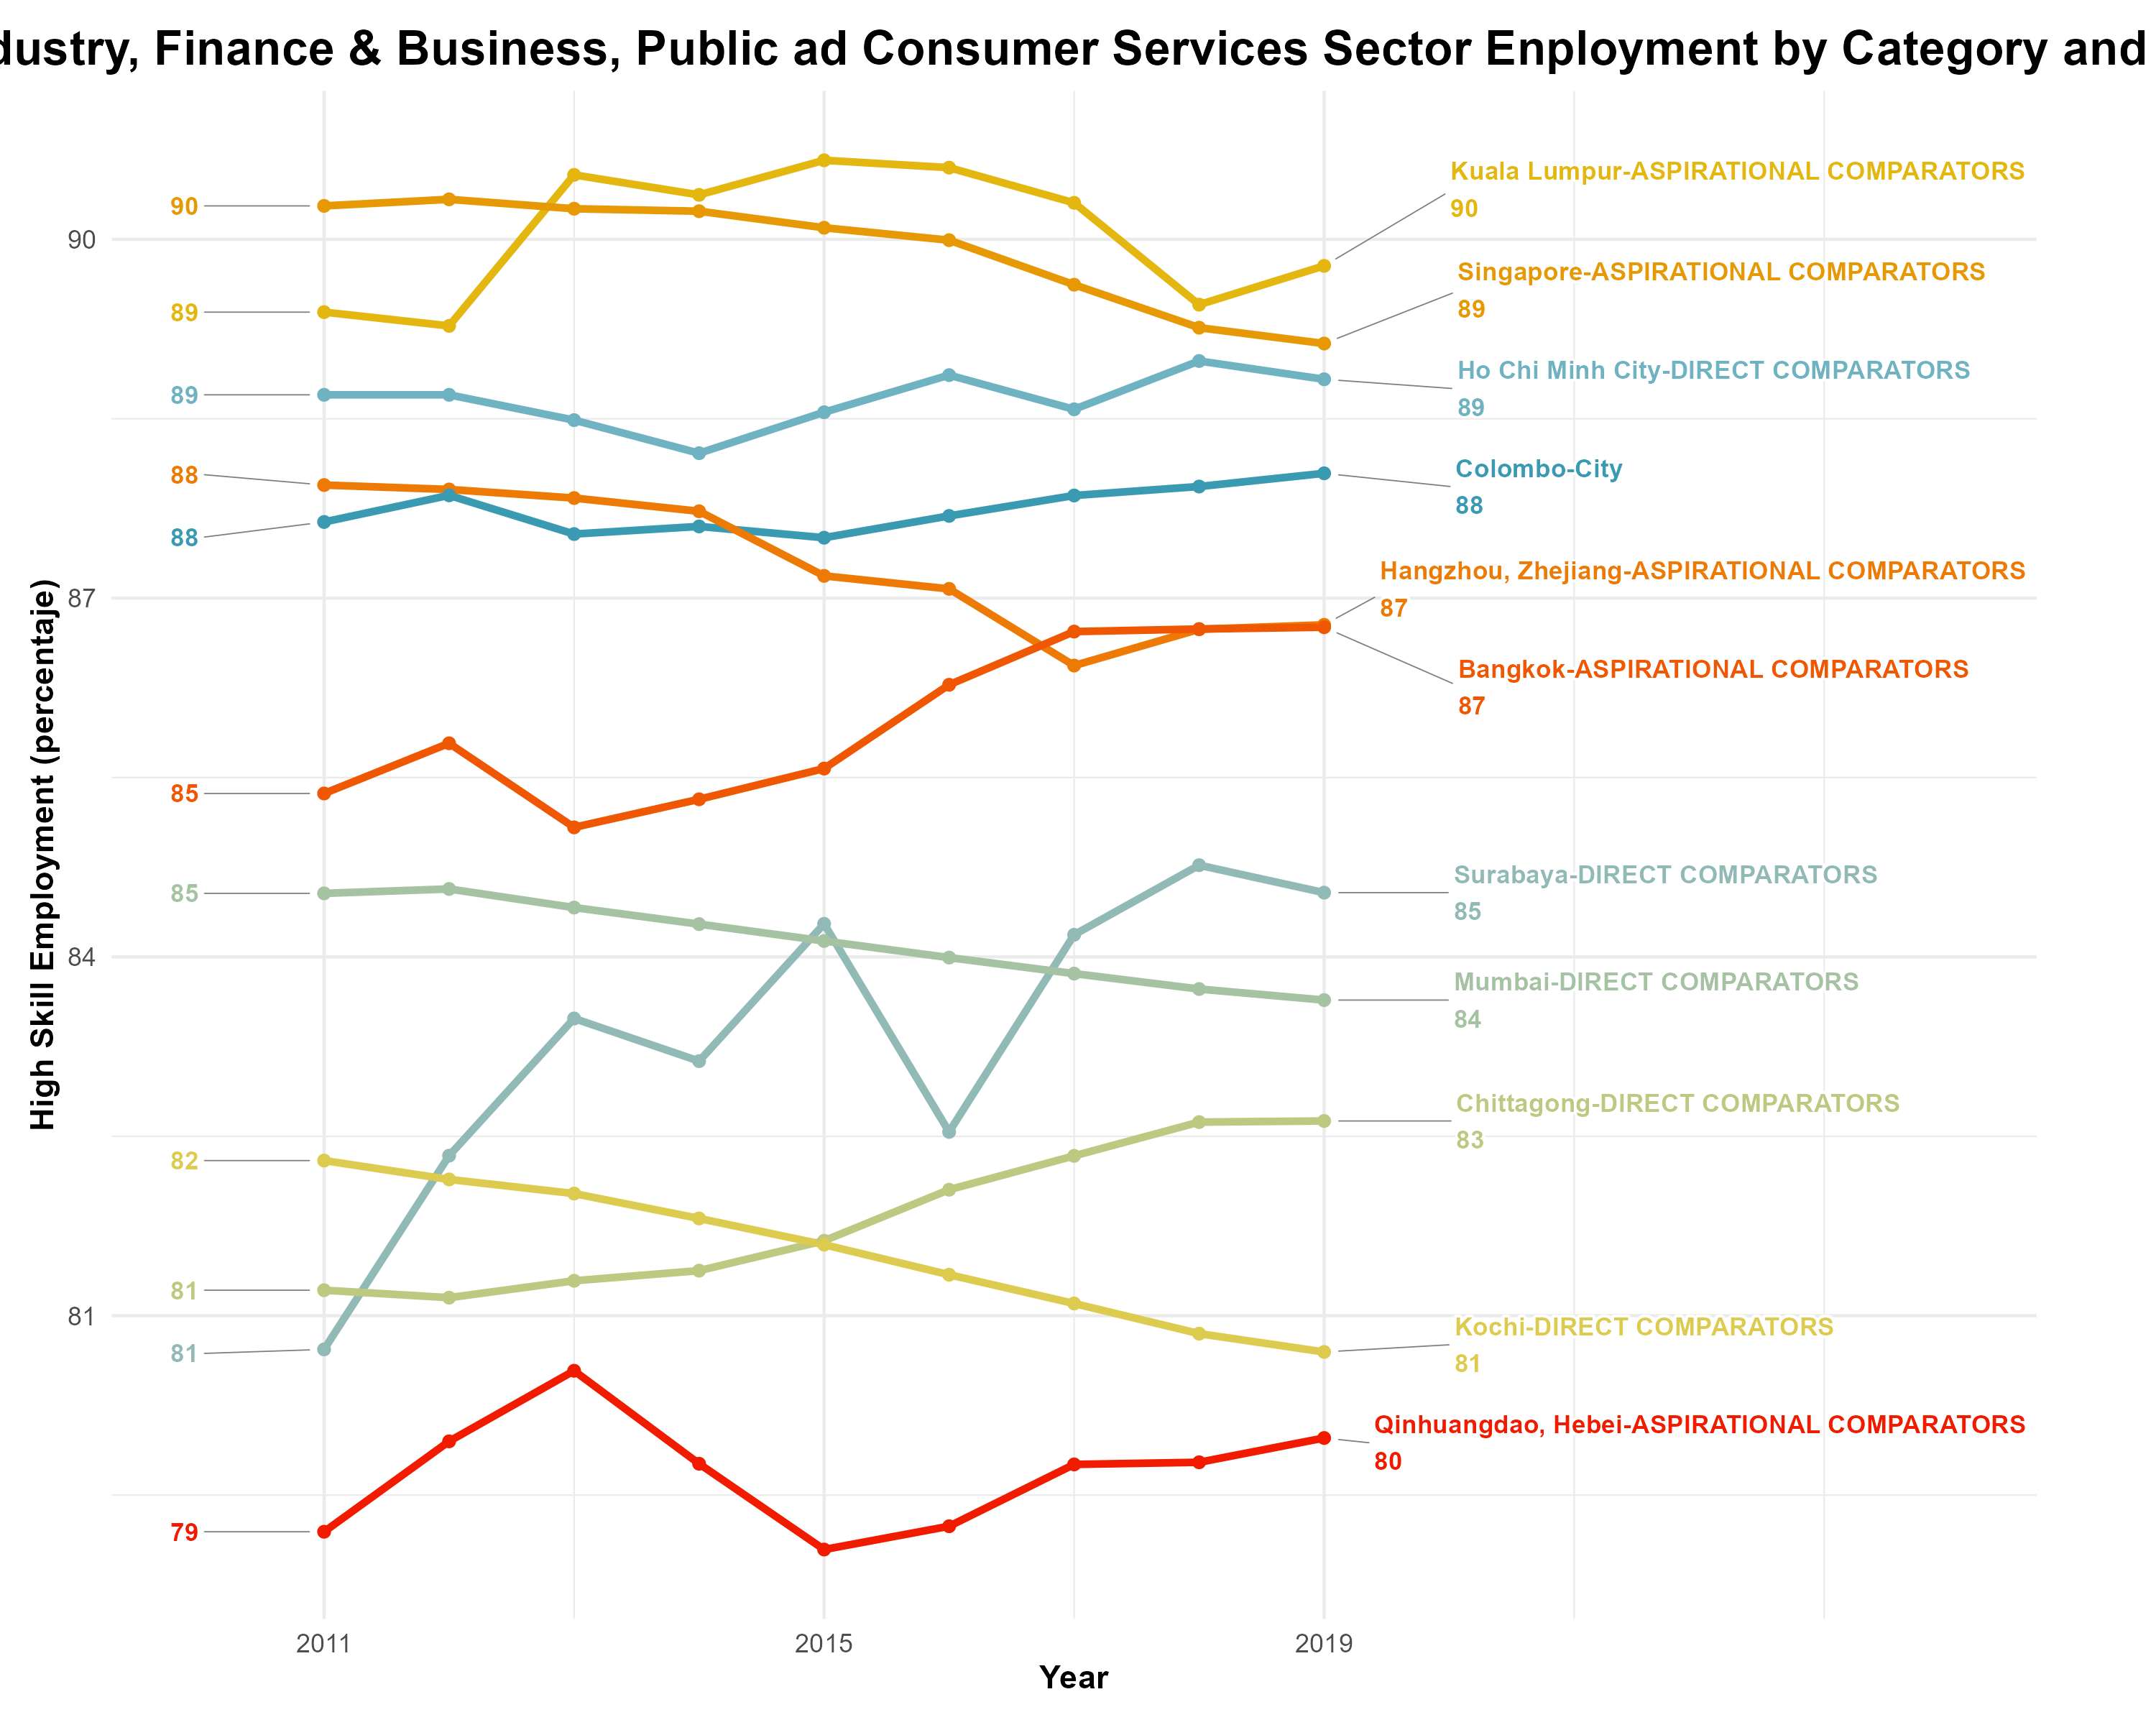 dustry, Finance & Business, Public ad Consumer Services Sector Enployment by Category and
Kuala Lumpur-ASPIRATIONAL COMPARATORS
90
90
90
Singapore-ASPIRATIONAL COMPARATORS
89
89
Ho Chi Minh City-DIRECT COMPARATORS
89
89
Colombo-City
88
88
88
Hangzhou, Zhejiang-ASPIRATIONAL COMPARATORS
87
87
Bangkok-ASPIRATIONAL COMPARATORS
87
85
Surabaya-DIRECT COMPARATORS
85
85
84
Mumbai-DIRECT COMPARATORS
84
Chittagong-DIRECT COMPARATORS
83
82
81
81
Kochi-DIRECT COMPARATORS
81
81
Qinhuangdao, Hebei-ASPIRATIONAL COMPARATORS
80
79
High Skill Employment (percentaje)
2011
2015
2019
Year